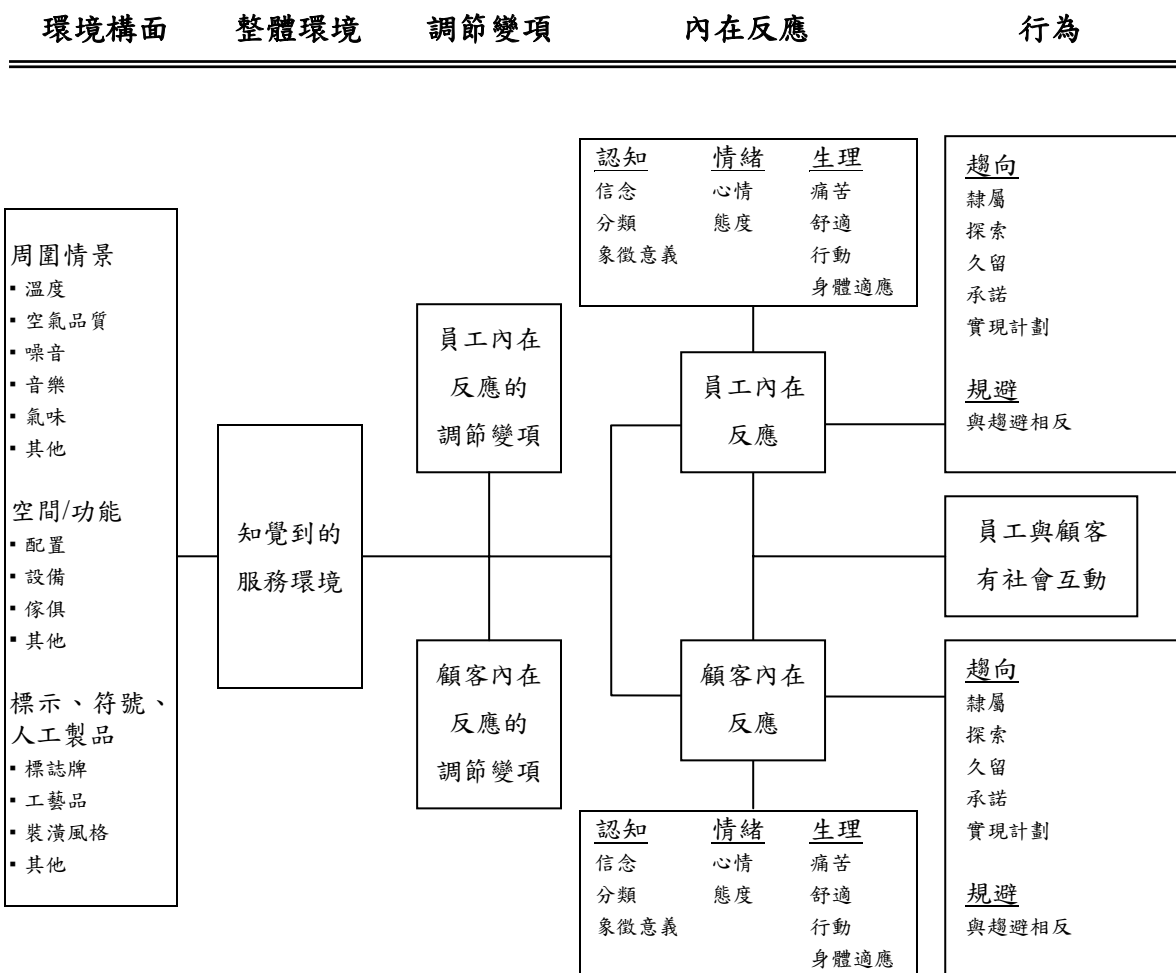 環境構面 整體環境 調節變項 內在反應 行為
周圍情景
▪ 溫度
▪ 空氣品質
▪ 噪音
▪ 音樂
▪ 氣味
▪ 其他
空間/功能
▪ 配置
▪ 設備
▪ 傢俱
▪ 其他
標示、符號、
人工製品
▪ 標誌牌
▪ 工藝品
▪ 裝潢風格
▪ 其他
知覺到的
服務環境
員工內在
反應的
調節變項
顧客內在
反應的
調節變項
認知 情緒 生理
信念 心情 痛苦
分類 態度 舒適
象徵意義 行動
身體適應
員工內在
反應
顧客內在
反應
認知 情緒 生理
信念 心情 痛苦
分類 態度 舒適
象徵意義 行動
身體適應
趨向
隸屬
探索
久留
承諾
實現計劃
規避
與趨避相反
員工與顧客
有社會互動
趨向
隸屬
探索
久留
承諾
實現計劃
規避
與趨避相反